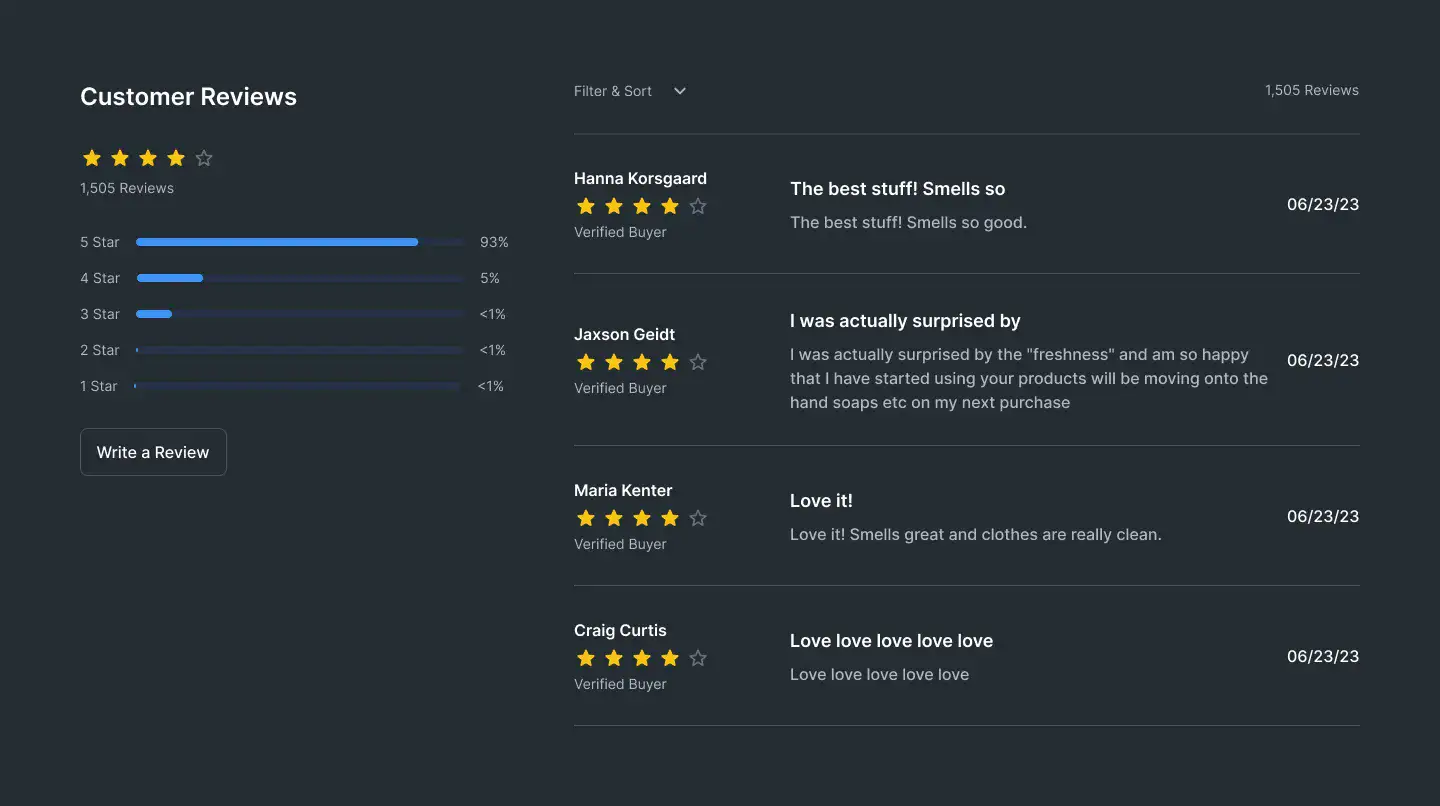 Customer Reviews
1,505 Reviews
5 Star 93%
4 Star 5%
3 Star <1%
2 Star <1%
1 Star <1%
Write a Review
Filter & Sort
1,505 Reviews
Hanna Korsgaard
Verified Buyer
The best stuff! Smells so
The best stuff! Smells so good.
06/23/23
Jaxson Geidt
Verified Buyer
I was actually surprised by
I was actually surprised by the "freshness" and am so happy
that I have started using your products will be moving onto the
hand soaps etc on my next purchase
06/23/23
Maria Kenter
Verified Buyer
Love it!
Love it! Smells great and clothes are really clean.
06/23/23
Craig Curtis
Verified Buyer
Love love love love love
Love love love love love
06/23/23